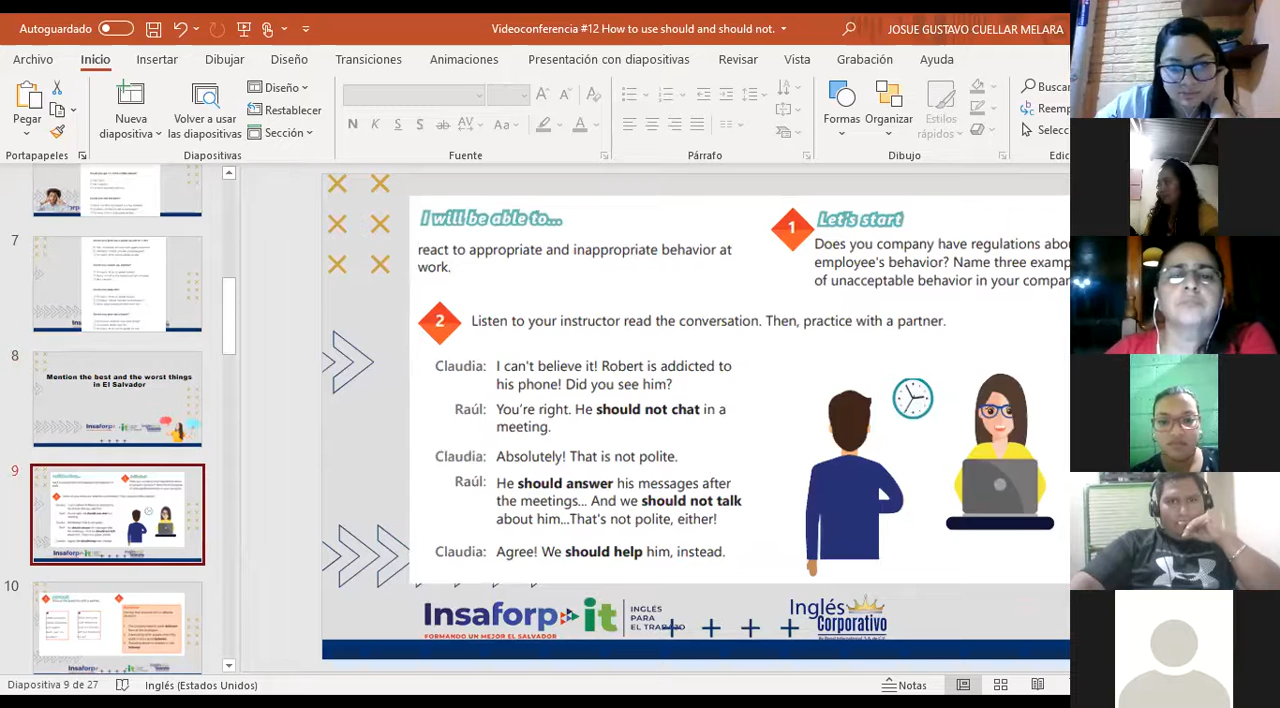 Autoguardado
Videoconferencia #12 How to use should and should not.
JOSUE GUSTAVO CUELLAR MELARA
Archivo Inicio Insertar Dibujar Diseño Transiciones Animaciones Presentación con diapositivas Revisar Vista Grabación Ayuda
Pegar
Nueva diapositiva
Volver a usar las diapositivas
Diseño
Restablecer
Sección
N K S S ab AV Aa A
Formas
Organizar
Estilos rápidos
Buscar
Portapapeles Diapositivas Fuente Párrafo Dibujo
7
8
Mention the best and the worst things
in El Salvador
9
10
I will be able to...
react to appropriate and inappropriate behavior at
work.
1
Let's start
Does you company have regulations
employee's behavior? Name three
of unacceptable behavior in your
2
Listen to your instructor read the conversation. Then, practice with a partner.
Claudia: I can't believe it! Robert is addicted to
his phone! Did you see him?
Raúl: You're right. He should not chat in a
meeting.
Claudia: Absolutely! That is not polite.
Raúl: He should answer his messages after
the meetings... And we should not talk
about him...That's not polite, either!
Claudia: Agree! We should help him, instead.
Insaforp
FORMANDO UN MEJOR EL SALVADOR
it
INGLÉS
PARA
EL TRABAJO
Inglés
Corporativo
Diapositiva 9 de 27
Inglés (Estados Unidos)
Notas